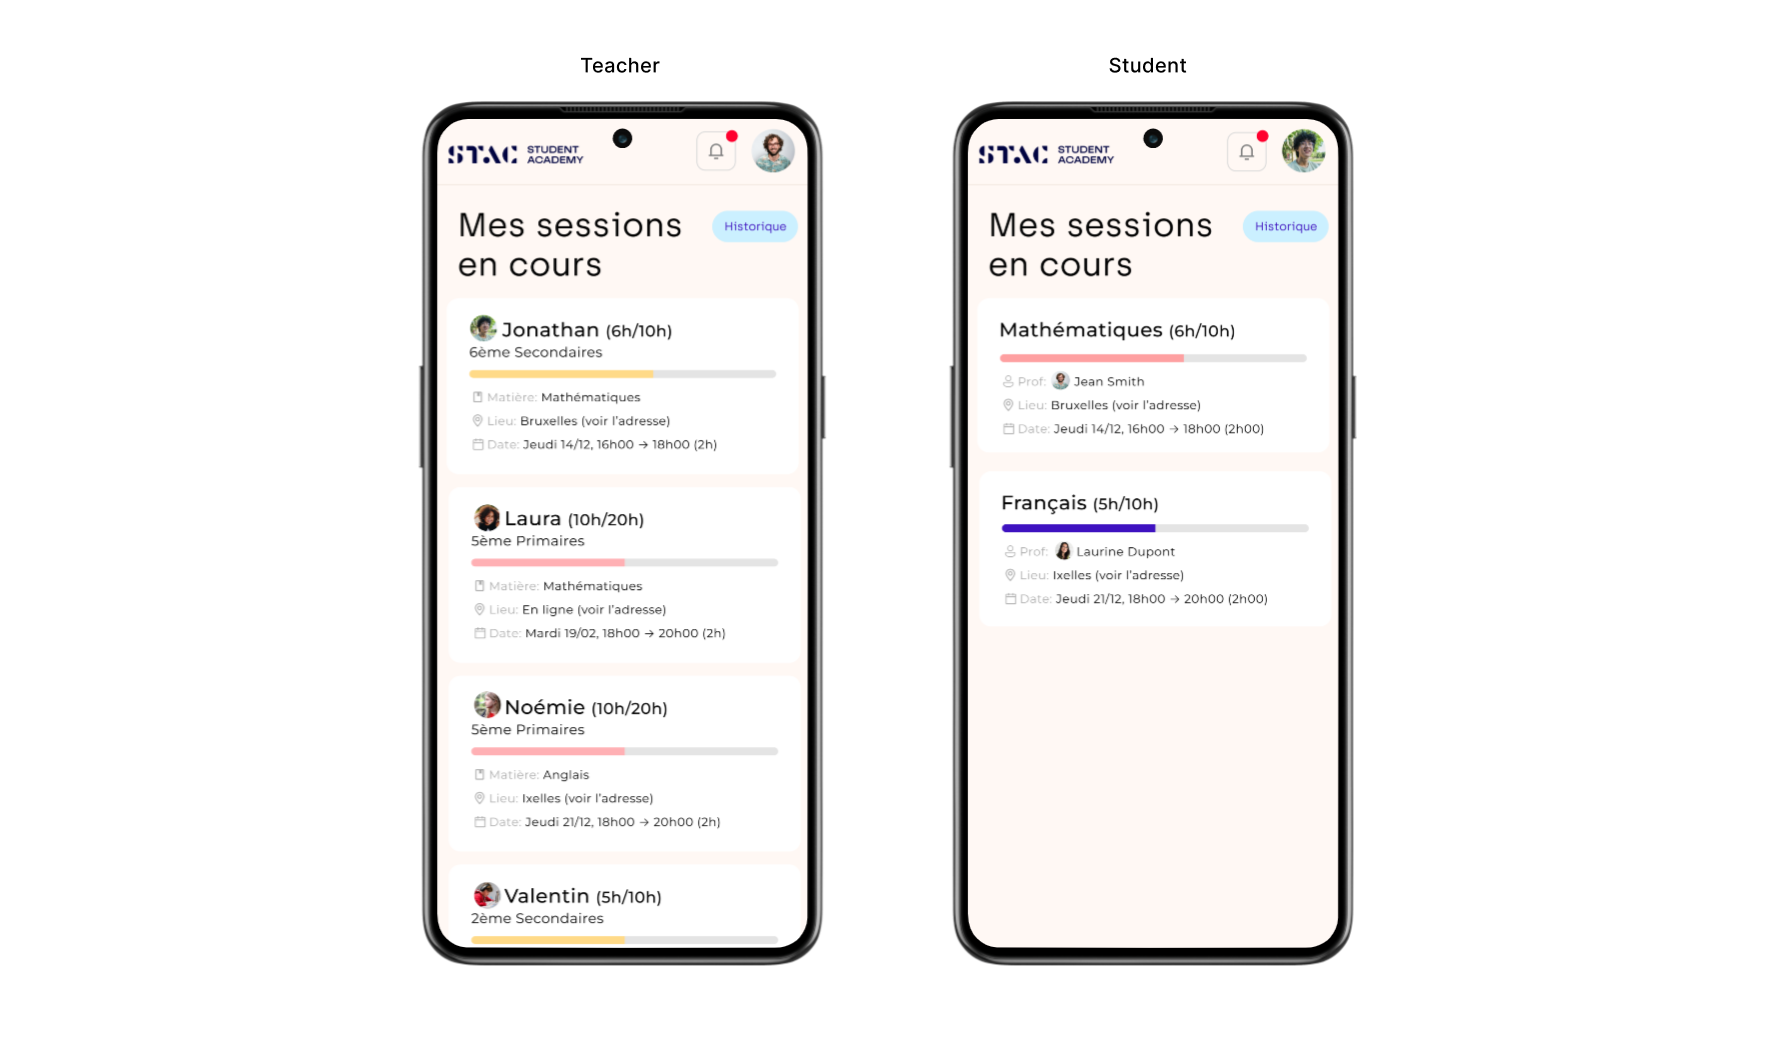 Teacher
STAC STUDENT
ACADEMY
Mes sessions
en cours
Historique
Jonathan (6h/10h)
6ème Secondaires
Matière: Mathématiques
Lieu: Bruxelles (voir l'adresse)
Date: Jeudi 14/12, 16h00 → 18h00 (2h)
Laura (10h/20h)
5ème Primaires
Matière: Mathématiques
Lieu: En ligne (voir l'adresse)
Date: Mardi 19/02, 18h00 → 20h00 (2h)
Noémie (10h/20h)
5ème Primaires
Matière: Anglais
Lieu: Ixelles (voir l'adresse)
Date: Jeudi 21/12, 18h00 → 20h00 (2h)
Valentin (5h/10h)
2ème Secondaires
Student
STAC STUDENT
ACADEMY
Mes sessions
en cours
Historique
Mathématiques (6h/10h)
Prof: Jean Smith
Lieu: Bruxelles (voir l'adresse)
Date: Jeudi 14/12, 16h00 → 18h00 (2h00)
Français (5h/10h)
Prof: Laurine Dupont
Lieu: Ixelles (voir l'adresse)
Date: Jeudi 21/12, 18h00 → 20h00 (2h00)